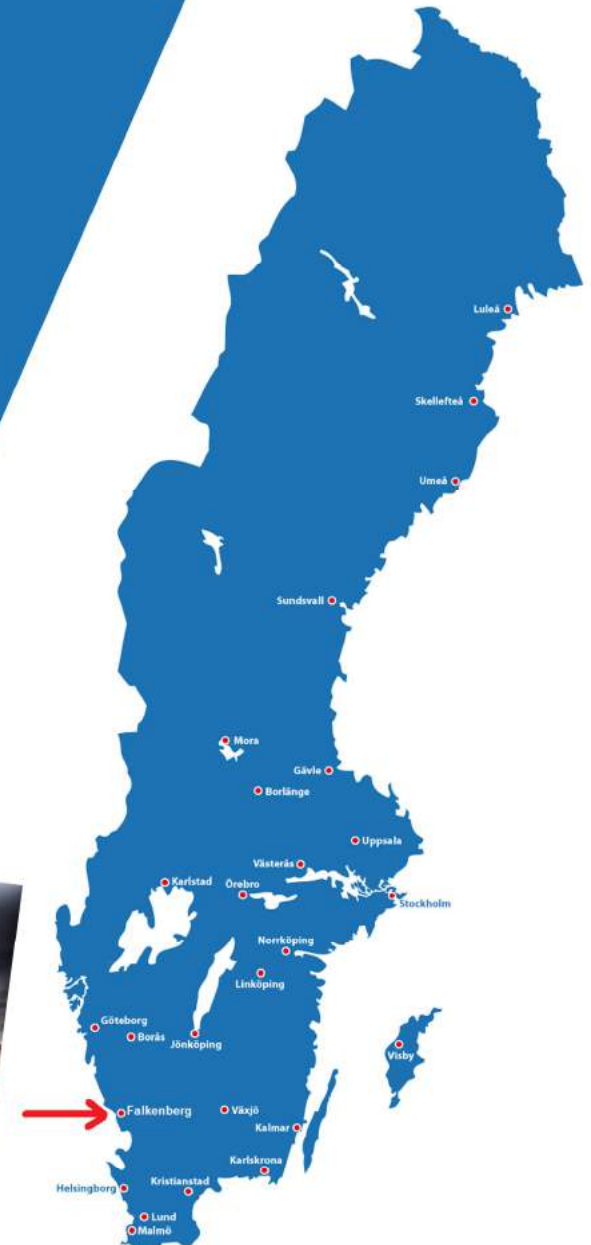 Luleå
Skellefteå
Umeå
Sundsvall
Mora
Gävle
Borlänge
Uppsala
Västerås
Karlstad
Örebro
Stockholm
Norrköping
Linköping
Göteborg
Borås
Jönköping
Visby
Falkenberg
Växjö
Kalmar
Karlskrona
Helsingborg
Kristianstad
Lund
Malmö